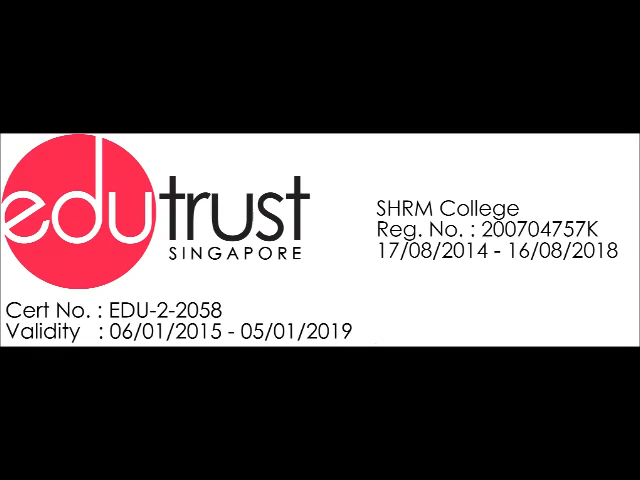 edutrust
SINGAPORE
SHRM College
Reg. No. : 200704757K
17/08/2014 - 16/08/2018
Cert No. : EDU-2-2058
Validity : 06/01/2015 - 05/01/2019